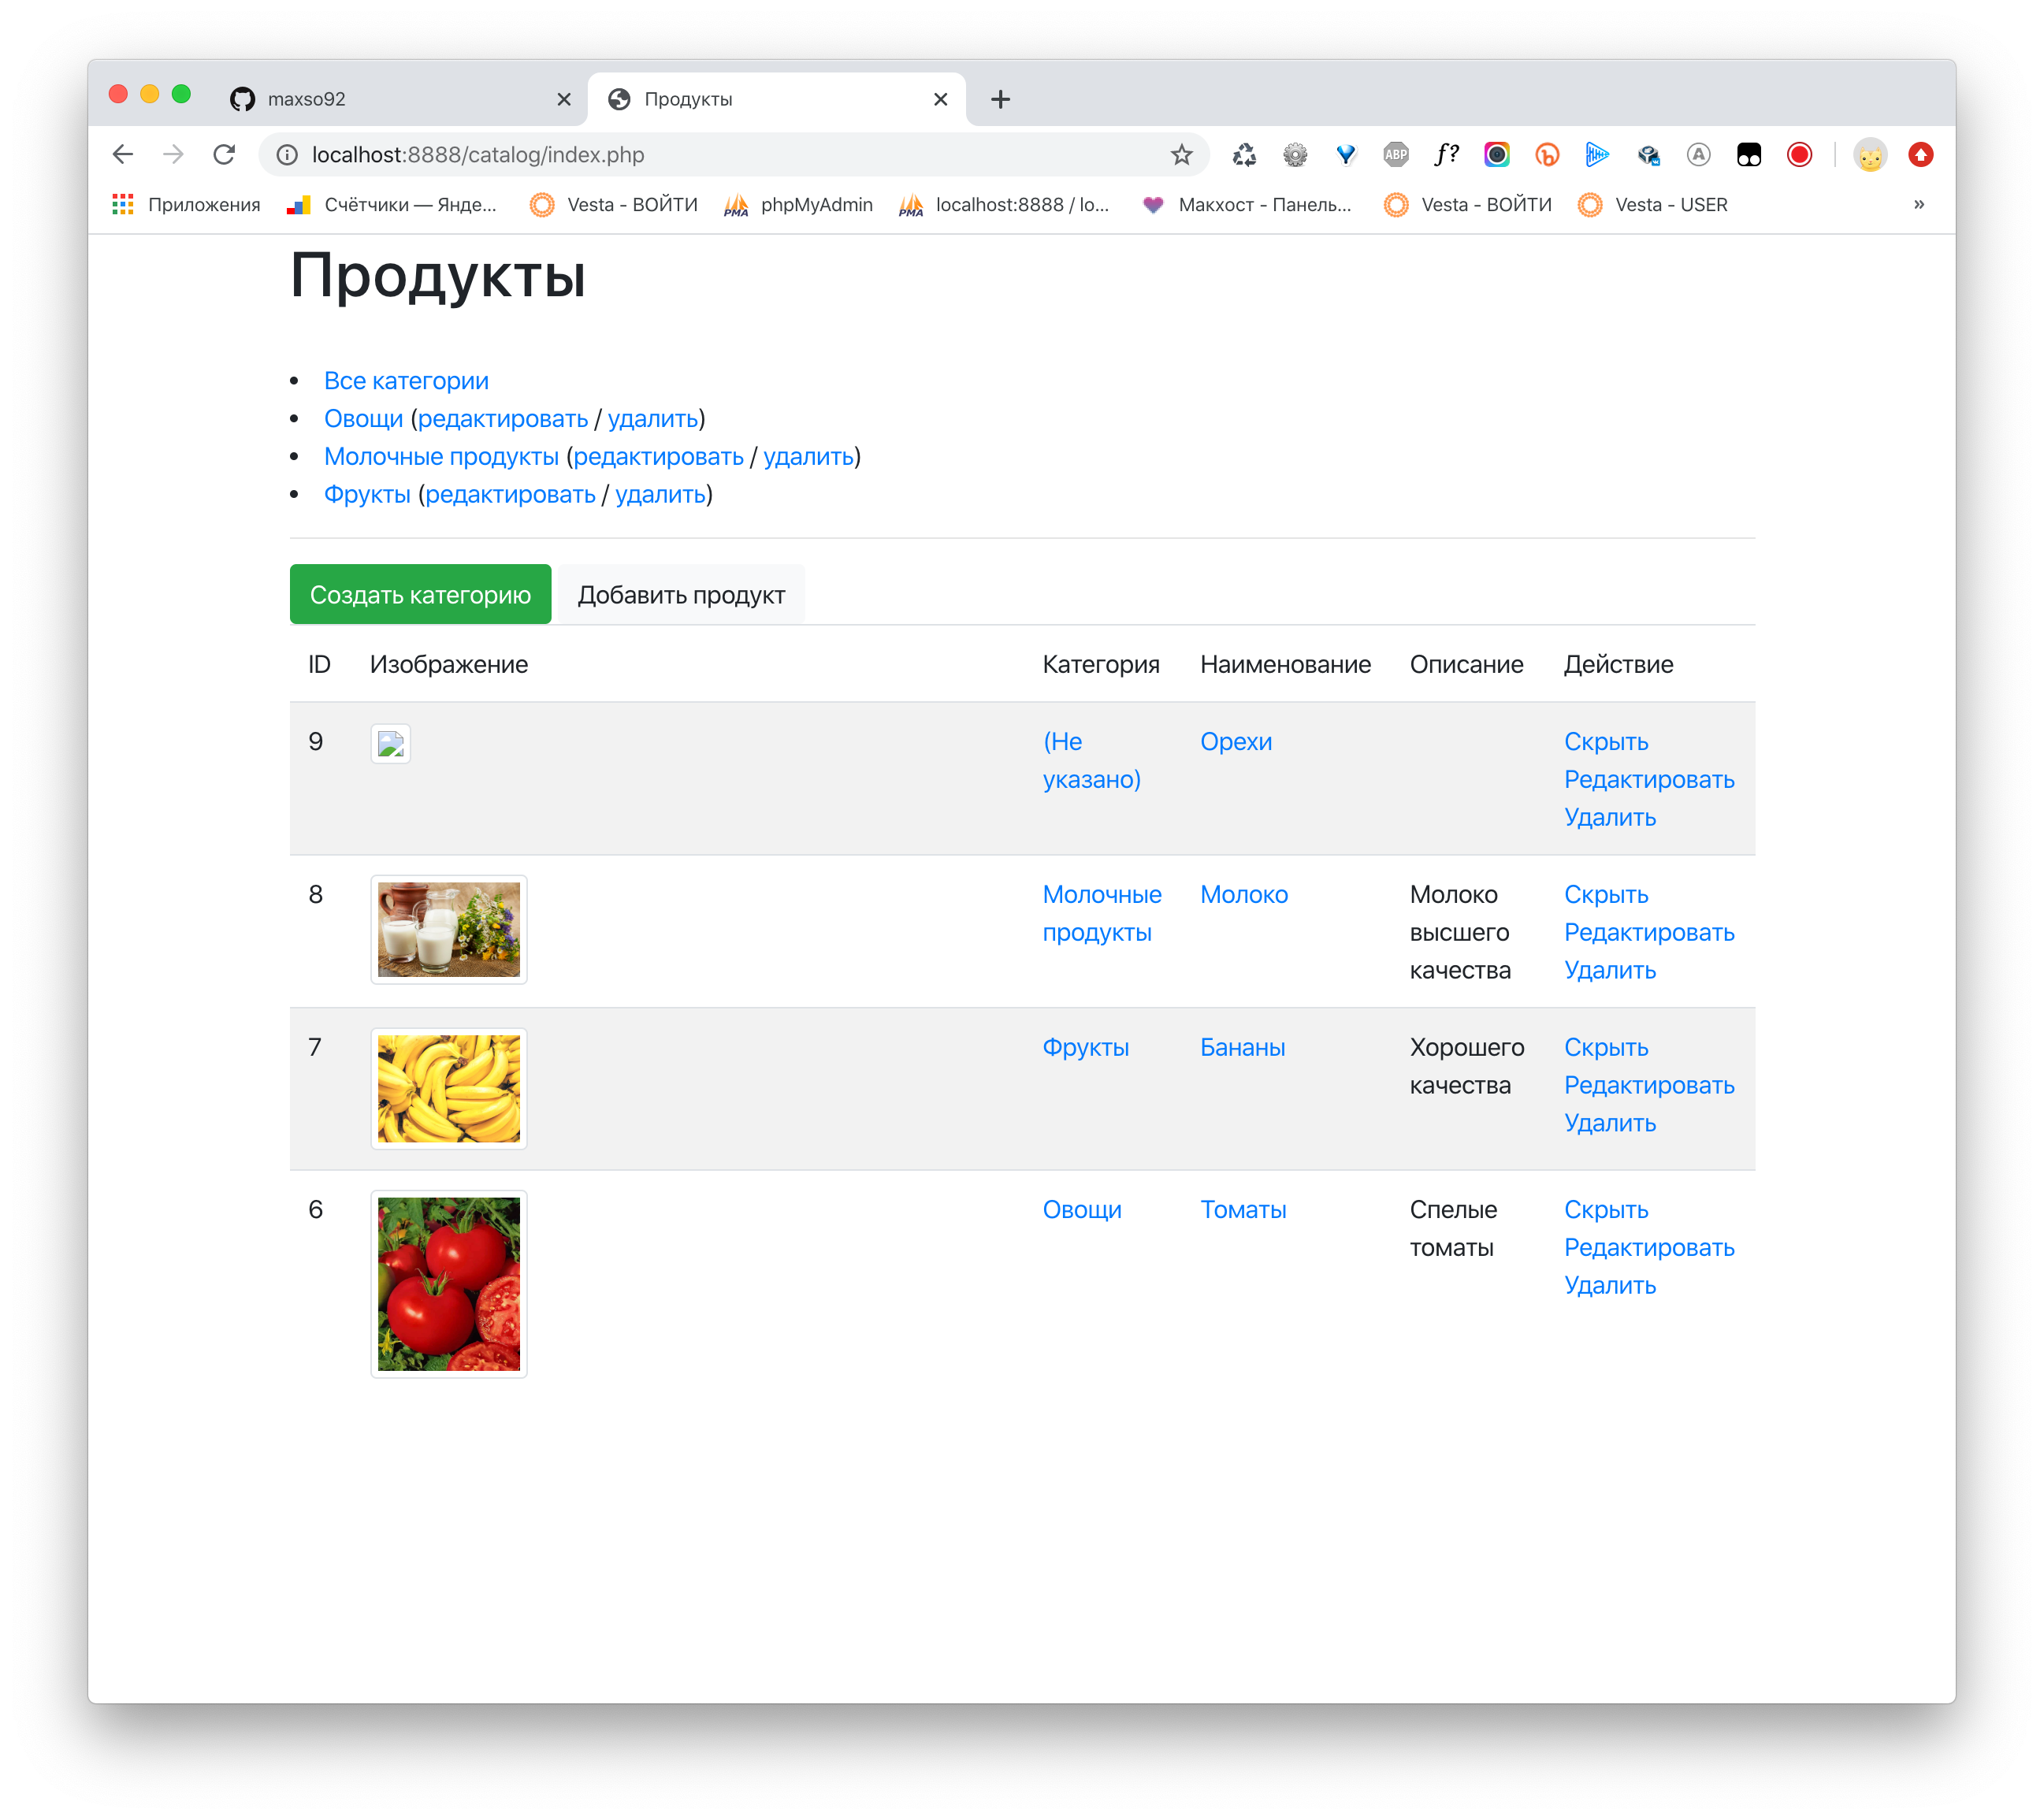 maxso92
Продукты
localhost:8888/catalog/index.php
ABP
f?
A
Приложения
Счётчики — Янде...
Vesta - ВОЙТИ
PMA
phpMyAdmin
PMA
localhost:8888 / lo...
Макхост - Панель...
Vesta - ВОЙТИ
Vesta - USER
»
Продукты
Все категории
Овощи (редактировать / удалить)
Молочные продукты (редактировать / удалить)
Фрукты (редактировать / удалить)
Создать категорию
Добавить продукт
ID Изображение Категория Наименование Описание Действие
9 (Не Орехи Скрыть
указано) Редактировать
Удалить
8 Молочные Молоко Молоко Скрыть
продукты высшего Редактировать
качества Удалить
7 Фрукты Бананы Хорошего Скрыть
качества Редактировать
Удалить
6 Овощи Томаты Спелые Скрыть
томаты Редактировать
Удалить